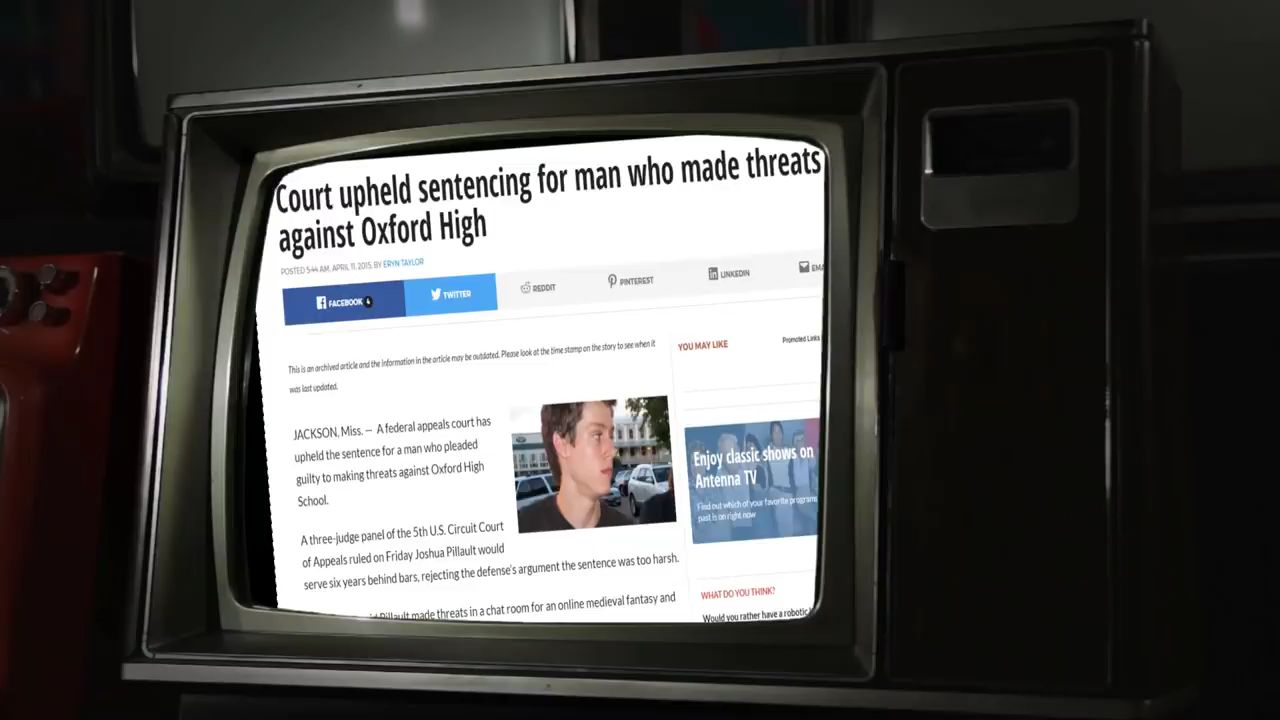 Court upheld sentencing for man who made threats
against Oxford High
POSTED 5:44 AM, APRIL 11, 2015, BY ERYN TAYLOR
FACEBOOK 4
TWITTER
REDDIT
PINTEREST
LINKEDIN
EMA
This is an archived article and the information in the article may be outdated. Please look at the time stamp on the story to see when it
was last updated.
JACKSON, Miss. — A federal appeals court has
upheld the sentence for a man who pleaded
guilty to making threats against Oxford High
School.
A three-judge panel of the 5th U.S. Circuit Court
of Appeals ruled on Friday Joshua Pillault would
serve six years behind bars, rejecting the defense's argument the sentence was too harsh.
Pillault made threats in a chat room for an online medieval fantasy and
YOU MAY LIKE
Promoted Links
Enjoy classic shows on
Antenna TV
Find out which of your favorite programs
past is on right now
WHAT DO YOU THINK?
Would you rather have a robotic